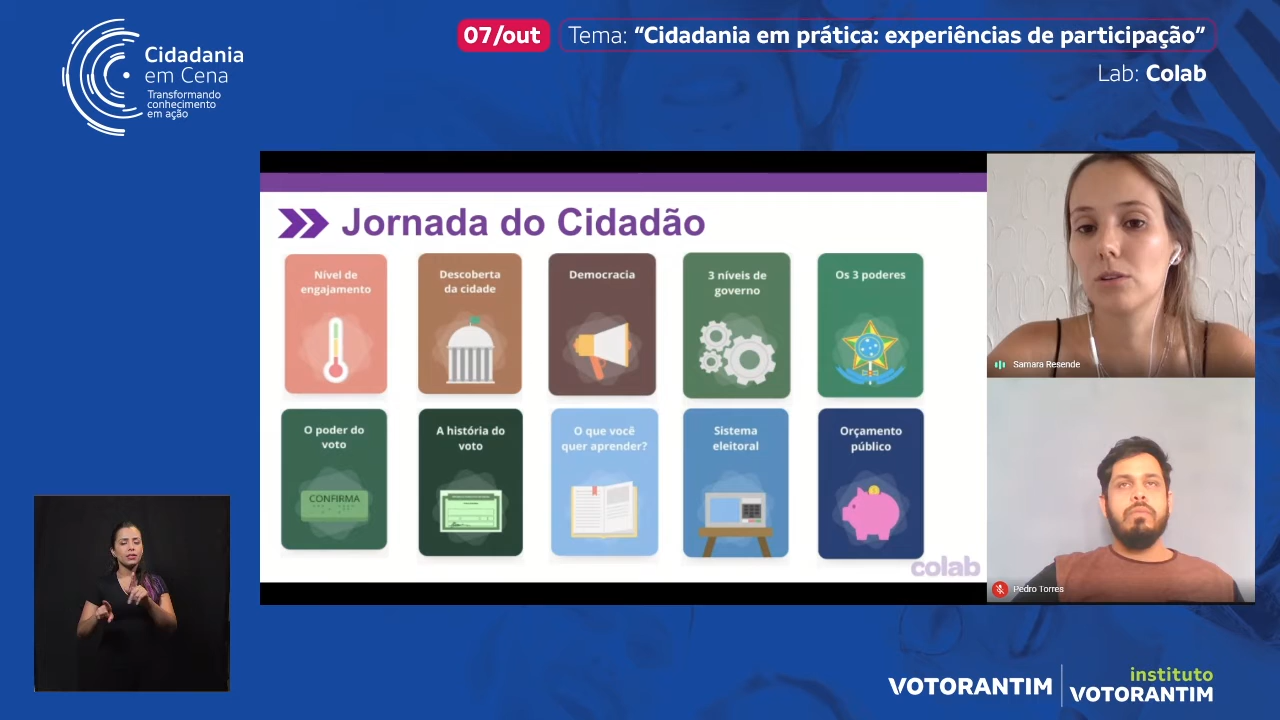 Cidadania
em Cena
Transformando
conhecimento
em ação
07/out
Tema: “Cidadania em prática: experiências de participação”
Lab: Colab
Jornada do Cidadão
Nível de
engajamento
Descoberta
da cidade
Democracia
3 níveis de
governo
Os 3 poderes
O poder do
voto
CONFIRMA
A história do
voto
O que você
quer aprender?
Sistema
eleitoral
Orçamento
público
colab
Samara Resende
Pedro Torres
VOTORANTIM
instituto
VOTORANTIM